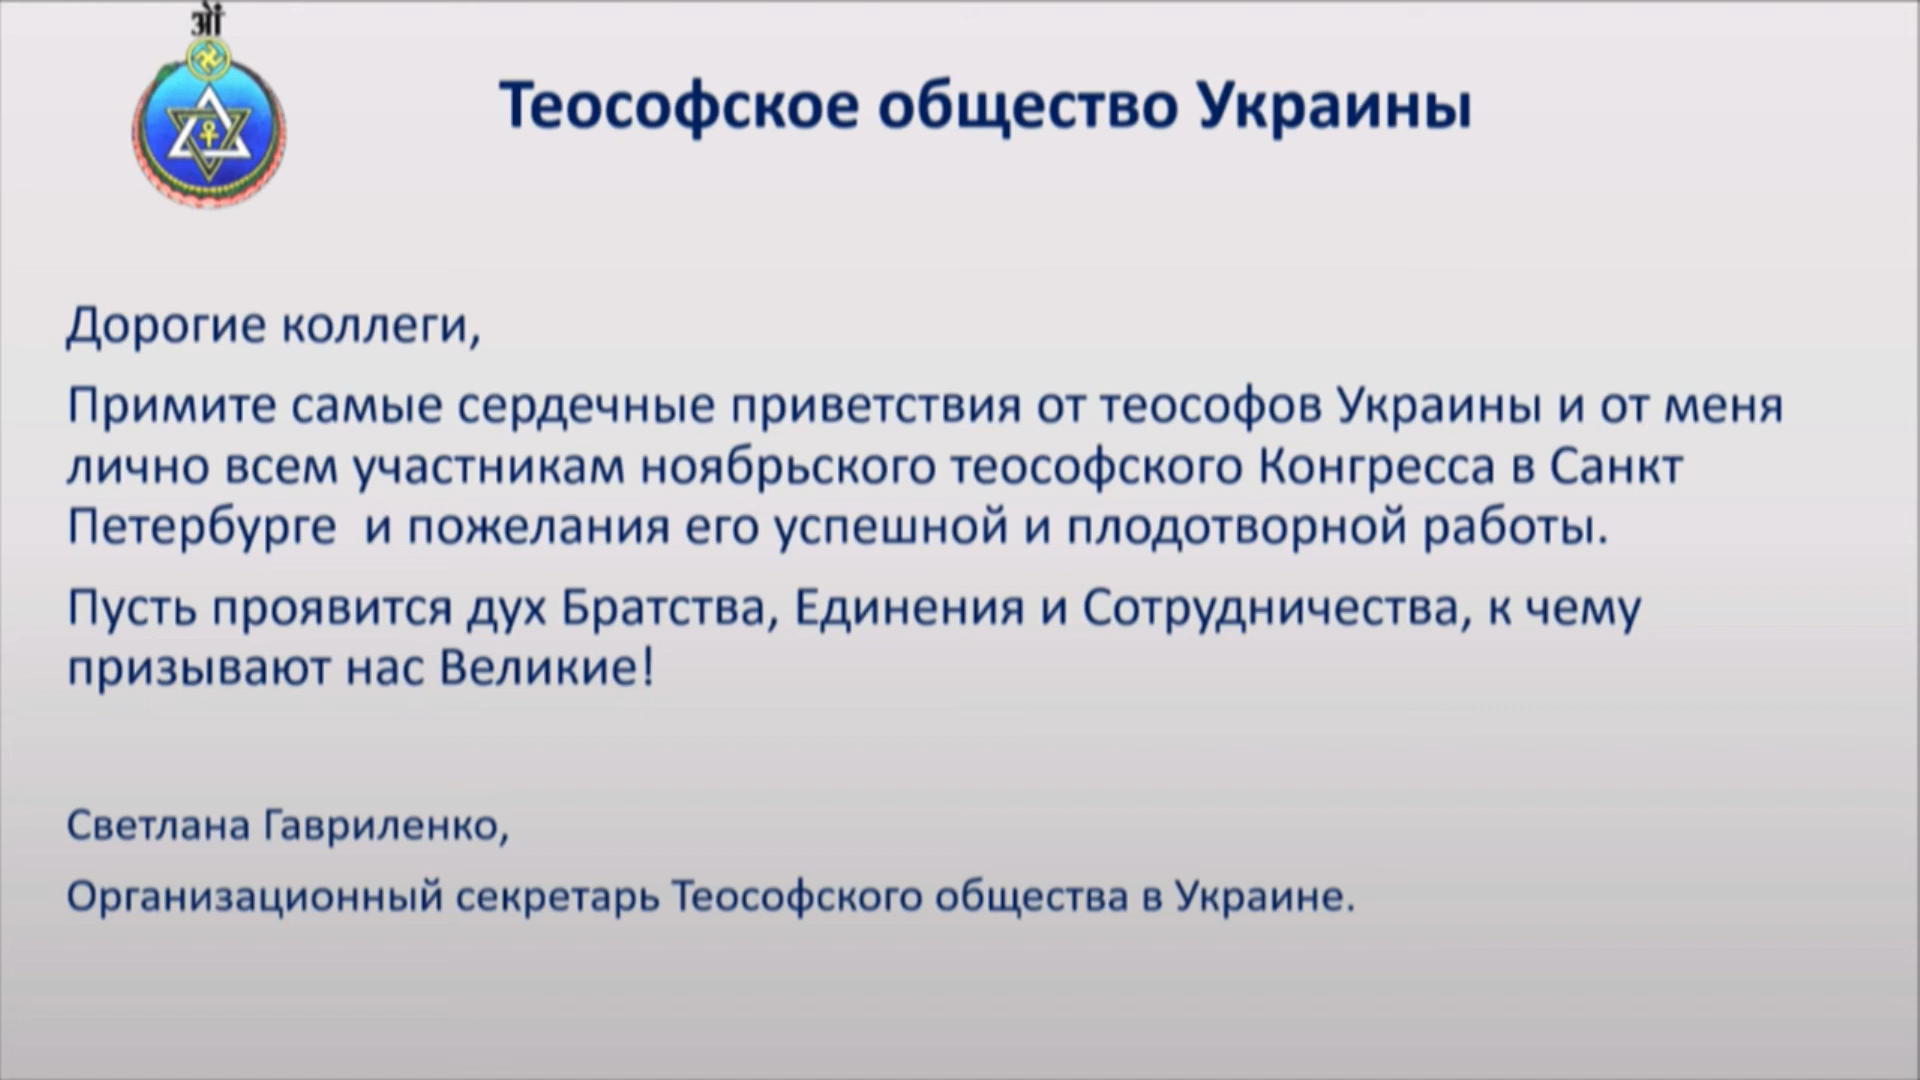 ओं
Теософское общество Украины
Дорогие коллеги,
Примите самые сердечные приветствия от теософов Украины и от меня
лично всем участникам ноябрьского теософского Конгресса в Санкт
Петербурге  и пожелания его успешной и плодотворной работы.
Пусть проявится дух Братства, Единения и Сотрудничества, к чему
призывают нас Великие!
Светлана Гавриленко,
Организационный секретарь Теософского общества в Украине.